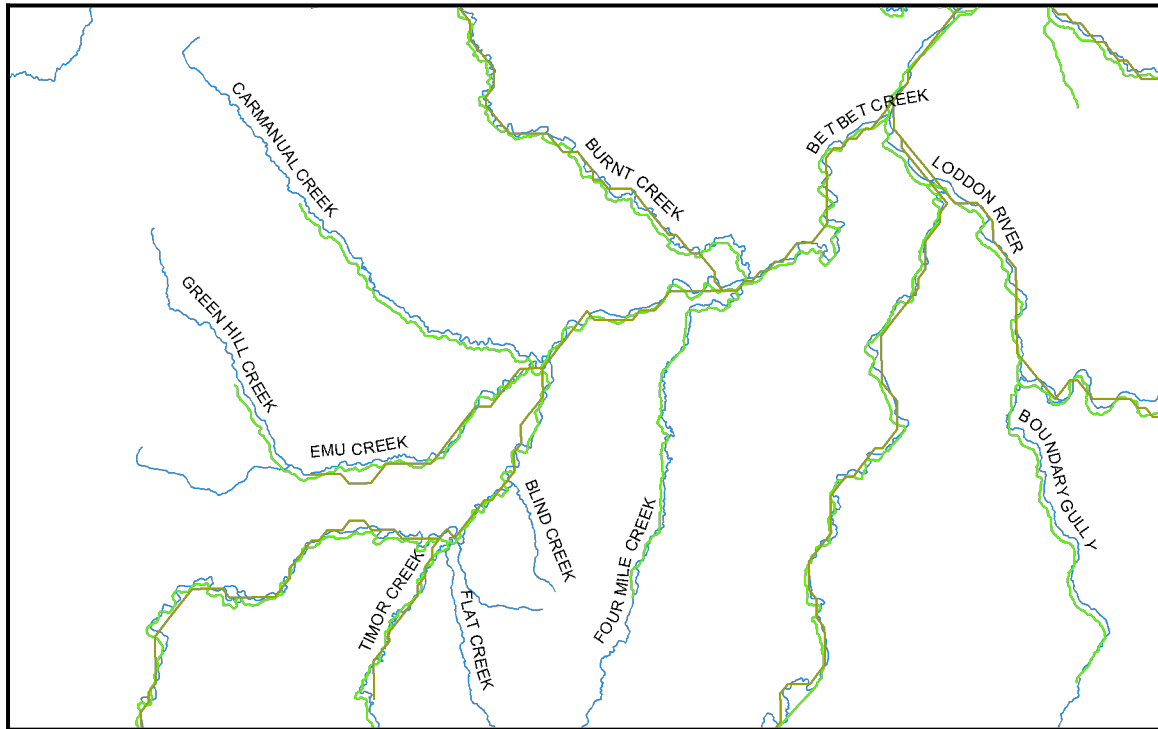 CARMANUAL CREEK
BET BET CREEK
BURNT CREEK
LODDON RIVER
GREEN HILL CREEK
EMU CREEK
BOUNDARY GULLY
BLIND CREEK
FOUR MILE CREEK
TIMOR CREEK
FLAT CREEK